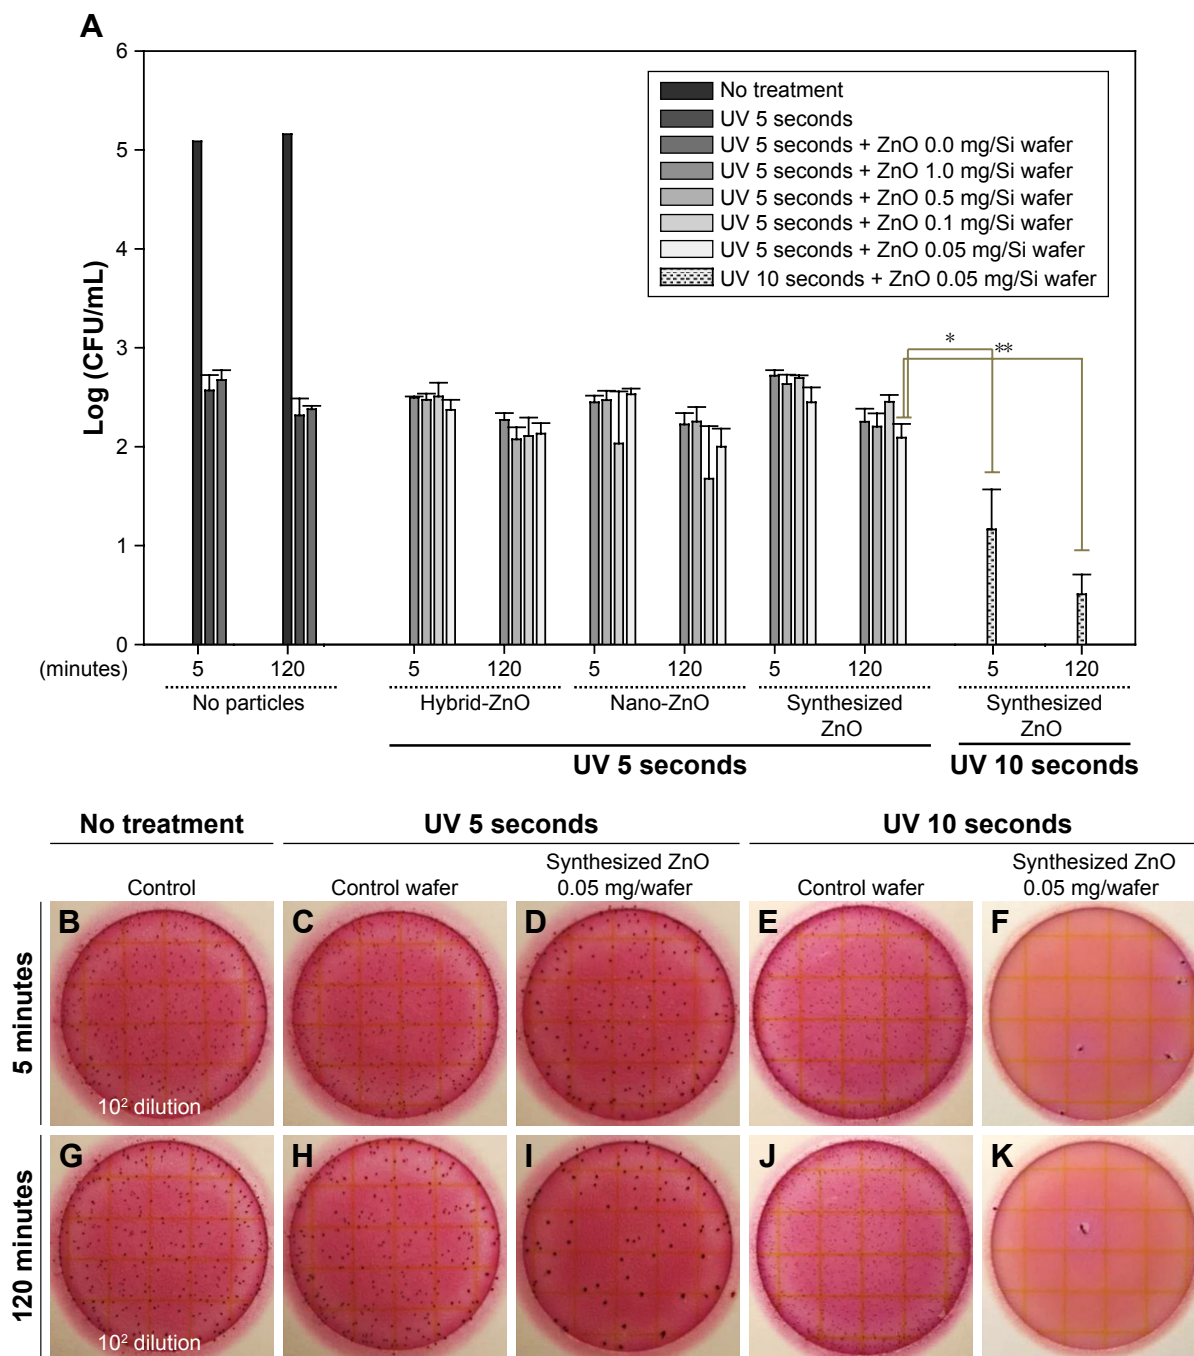 A
6
5
4
3
2
1
0
Log (CFU/mL)
No treatment
UV 5 seconds
UV 5 seconds + ZnO 0.0 mg/Si wafer
UV 5 seconds + ZnO 1.0 mg/Si wafer
UV 5 seconds + ZnO 0.5 mg/Si wafer
UV 5 seconds + ZnO 0.1 mg/Si wafer
UV 5 seconds + ZnO 0.05 mg/Si wafer
UV 10 seconds + ZnO 0.05 mg/Si wafer
*
**
(minutes) 5 120 5 120 5 120 5 120 5 120
No particles Hybrid-ZnO Nano-ZnO Synthesized ZnO Synthesized ZnO
UV 5 seconds UV 10 seconds
No treatment UV 5 seconds UV 10 seconds
Control Control wafer Synthesized ZnO 0.05 mg/wafer Control wafer Synthesized ZnO 0.05 mg/wafer
5 minutes
B C D E F
10² dilution
120 minutes
G H I J K
10² dilution